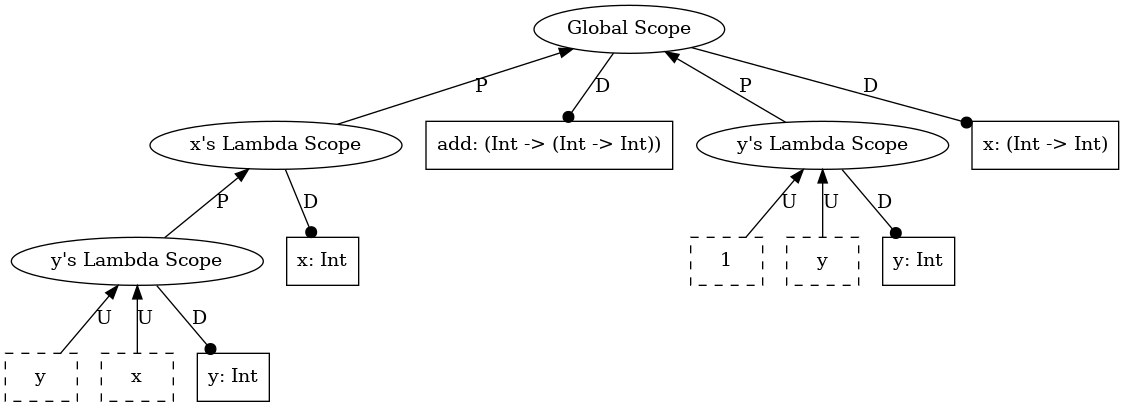 Global Scope
P
D
P
D
x's Lambda Scope
add: (Int -> (Int -> Int))
y's Lambda Scope
x: (Int -> Int)
P
D
U
U
D
y's Lambda Scope
x: Int
1
y
y: Int
U
U
D
y
x
y: Int